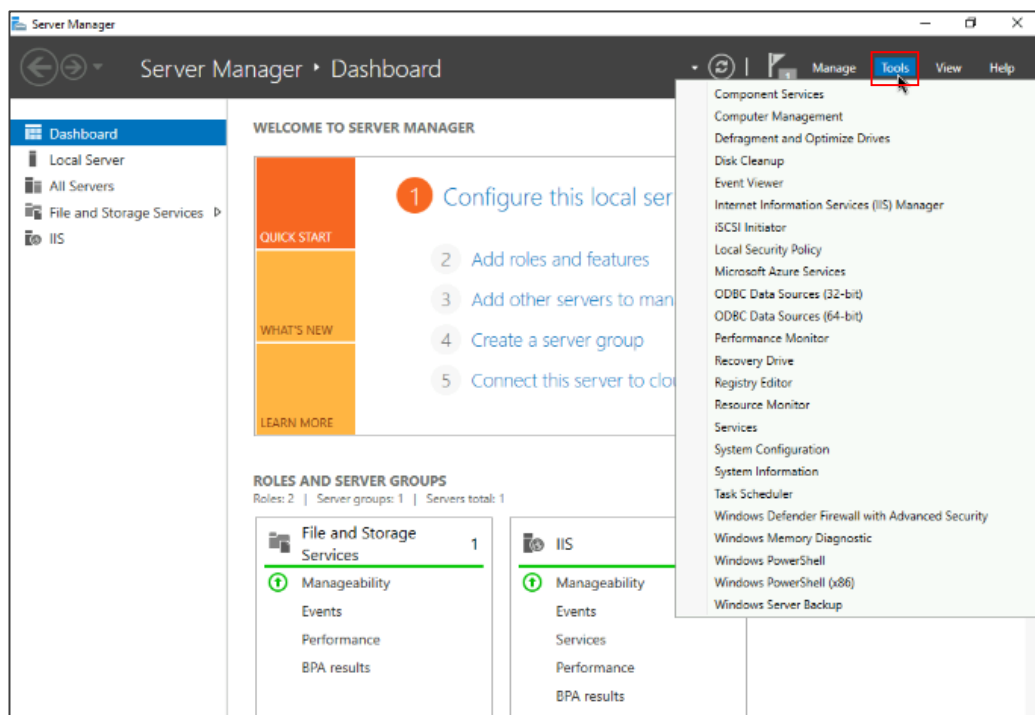 Server Manager
Server Manager ‣ Dashboard
1
Manage
Tools
View
Help
Dashboard
Local Server
All Servers
File and Storage Services
IIS
WELCOME TO SERVER MANAGER
QUICK START
WHAT'S NEW
LEARN MORE
1 Configure this local ser
2 Add roles and features
3 Add other servers to man
4 Create a server group
5 Connect this server to clou
ROLES AND SERVER GROUPS
Roles: 2 | Server groups: 1 | Servers total: 1
File and Storage
Services
1
Manageability
Events
Performance
BPA results
IIS
Manageability
Events
Services
Performance
BPA results
Component Services
Computer Management
Defragment and Optimize Drives
Disk Cleanup
Event Viewer
Internet Information Services (IIS) Manager
iSCSI Initiator
Local Security Policy
Microsoft Azure Services
ODBC Data Sources (32-bit)
ODBC Data Sources (64-bit)
Performance Monitor
Recovery Drive
Registry Editor
Resource Monitor
Services
System Configuration
System Information
Task Scheduler
Windows Defender Firewall with Advanced Security
Windows Memory Diagnostic
Windows PowerShell
Windows PowerShell (x86)
Windows Server Backup